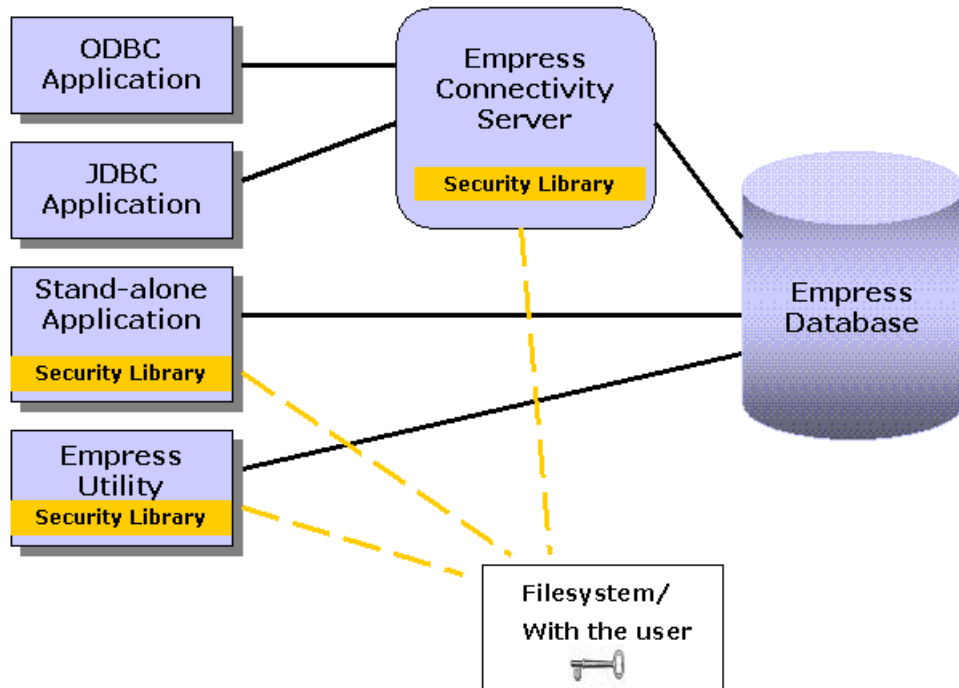 ODBC
Application
Empress
Connectivity
Server
Security Library
JDBC
Application
Stand-alone
Application
Security Library
Empress
Database
Empress
Utility
Security Library
Filesystem/
With the user